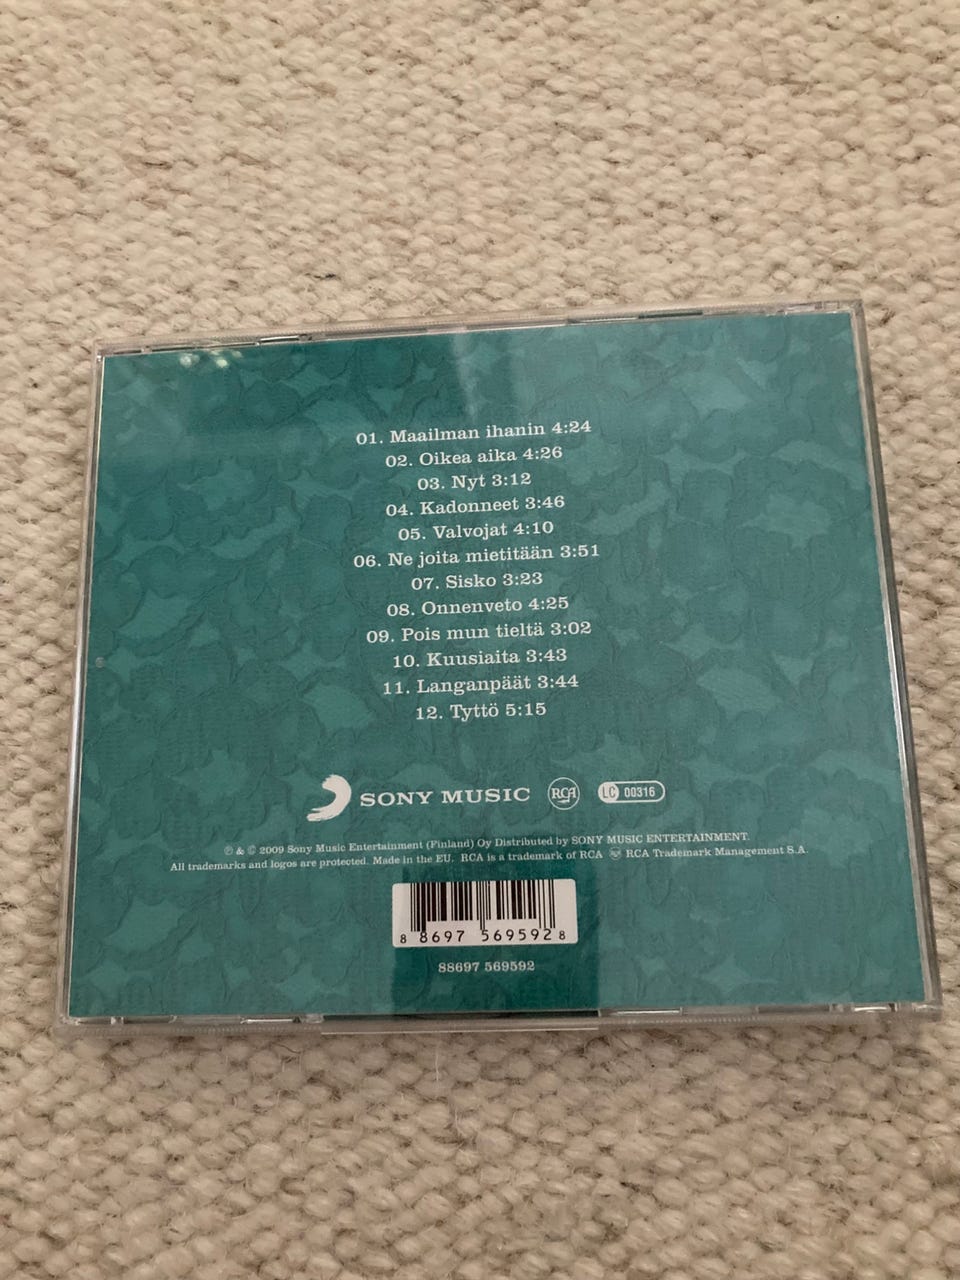 01. Maailman ihanin 4:24
02. Oikea aika 4:26
03. Nyt 3:12
04. Kadonneet 3:46
05. Valvojat 4:10
06. Ne joita mietitään 3:51
07. Sisko 3:23
08. Onnenveto 4:25
09. Pois mun tieltä 3:02
10. Kuusiaita 3:43
11. Langanpäät 3:44
12. Tyttö 5:15
SONY MUSIC RCA LC 00316
℗ & © 2009 Sony Music Entertainment (Finland) Oy Distributed by SONY MUSIC ENTERTAINMENT.
All trademarks and logos are protected. Made in the EU. RCA is a trademark of RCA RCA Trademark Management S.A.
8 8697 569592 8
88697 569592